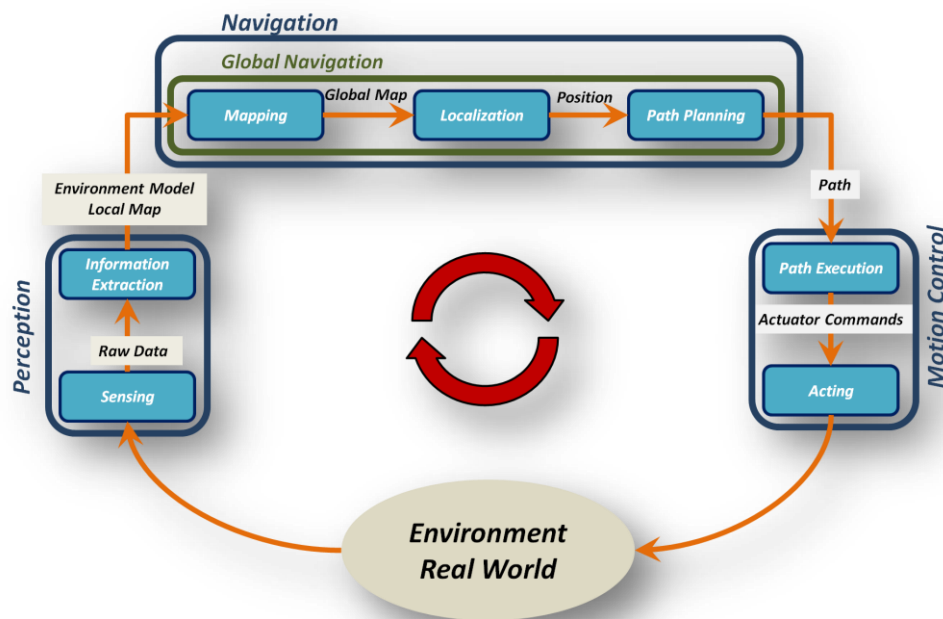 Navigation
Global Navigation
Mapping
Global Map
Localization
Position
Path Planning
Environment Model
Local Map
Path
Perception
Information
Extraction
Raw Data
Sensing
Motion Control
Path Execution
Actuator Commands
Acting
Environment
Real World